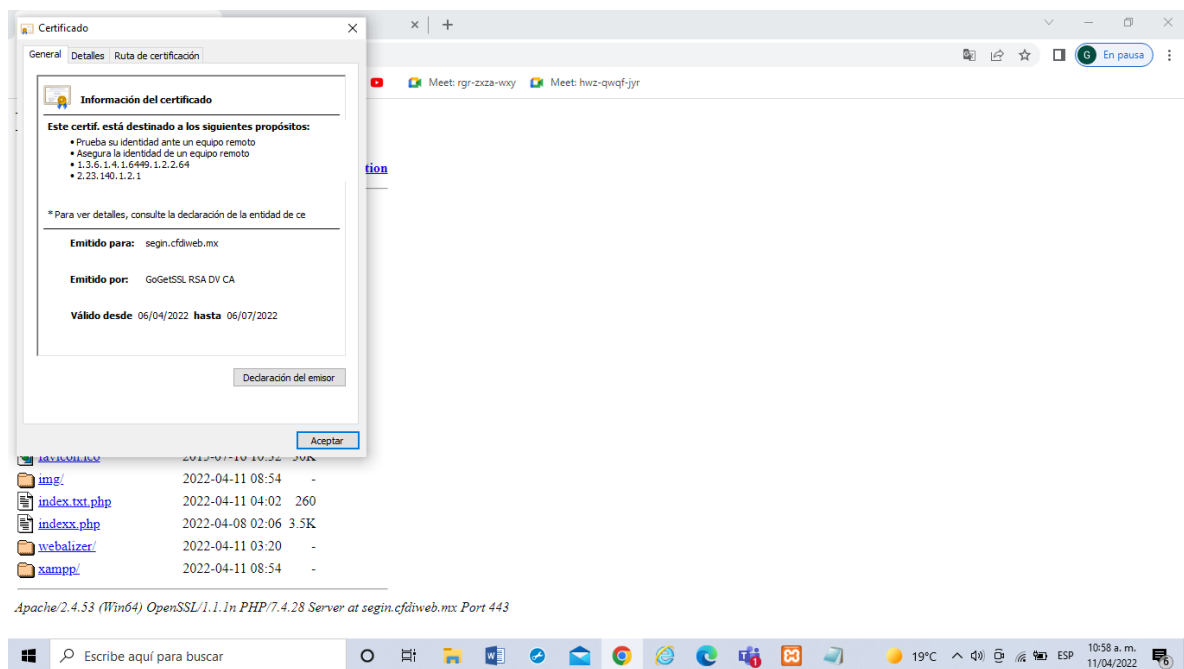 Certificado
General Detalles Ruta de certificación
En pausa
Meet: rgr-zxza-wxy Meet: hwz-qwqf-jyr
Información del certificado
Este certif. está destinado a los siguientes propósitos:
• Prueba su identidad ante un equipo remoto
• Asegura la identidad de un equipo remoto
• 1.3.6.1.4.1.6449.1.2.2.64
• 2.23.140.1.2.1
tion
* Para ver detalles, consulte la declaración de la entidad de ce
Emitido para: segin.cfdiweb.mx
Emitido por: GoGetSSL RSA DV CA
Válido desde 06/04/2022 hasta 06/07/2022
Declaración del emisor
Aceptar
favicon.ico 2015-07-16 10:32 30K
img/ 2022-04-11 08:54 -
index.txt.php 2022-04-11 04:02 260
indexx.php 2022-04-08 02:06 3.5K
webalizer/ 2022-04-11 03:20 -
xampp/ 2022-04-11 08:54 -
Apache/2.4.53 (Win64) OpenSSL/1.1.1n PHP/7.4.28 Server at segin.cfdiweb.mx Port 443
Escribe aquí para buscar
19°C ESP 10:58 a. m.
11/04/2022